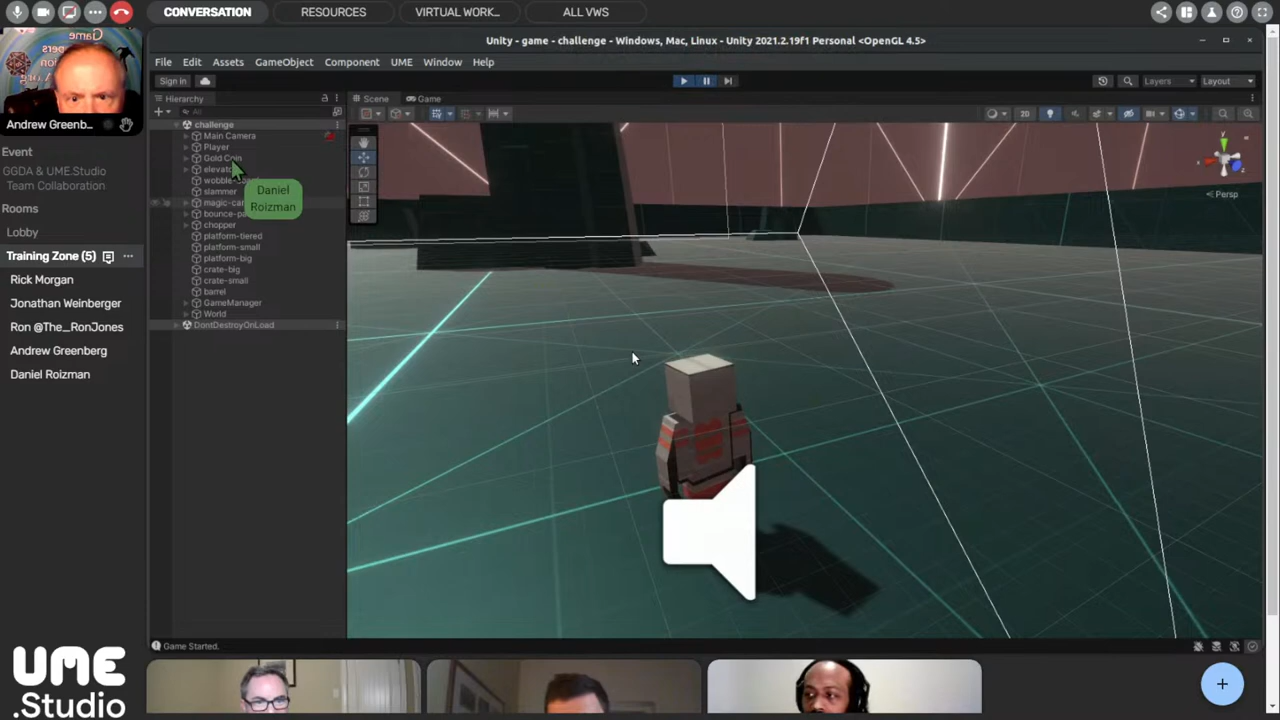 CONVERSATION
RESOURCES
VIRTUAL WORK...
ALL VWS
Andrew Greenb...
Event
GGDA & UME.Studio
Team Collaboration
Rooms
Lobby
Training Zone (5)
Rick Morgan
Jonathan Weinberger
Ron @The_RonJones
Andrew Greenberg
Daniel Roizman
UME
.Studio
Unity - game - challenge - Windows, Mac, Linux - Unity 2021.2.19f1 Personal <OpenGL 4.5>
File Edit Assets GameObject Component UME Window Help
Sign in
Layers
Layout
Hierarchy
Scene
Game
All
2D
challenge
Main Camera
Player
Gold Coin
slammer
chopper
platform-tiered
platform-small
platform-big
crate-big
crate-small
barrel
GameManager
World
DontDestroyOnLoad
Daniel
Roizman
y
Persp
Game Started.